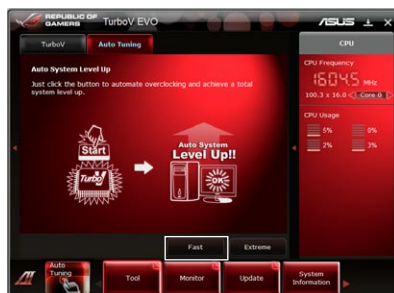 REPUBLIC OF
GAMERS
TurboV EVO
ASUS
TurboV
Auto Tuning
CPU
Auto System Level Up
Just click the button to automate overclocking and achieve a total
system level up.
Start
Turbo!
Auto System
Level Up!!
OK
CPU Frequency
1604.5 MHz
100.3 x 16.0
Core 0
CPU Usage
5%
0%
2%
3%
Fast
Extreme
Auto
Tuning
Tool
Monitor
Update
System
Information